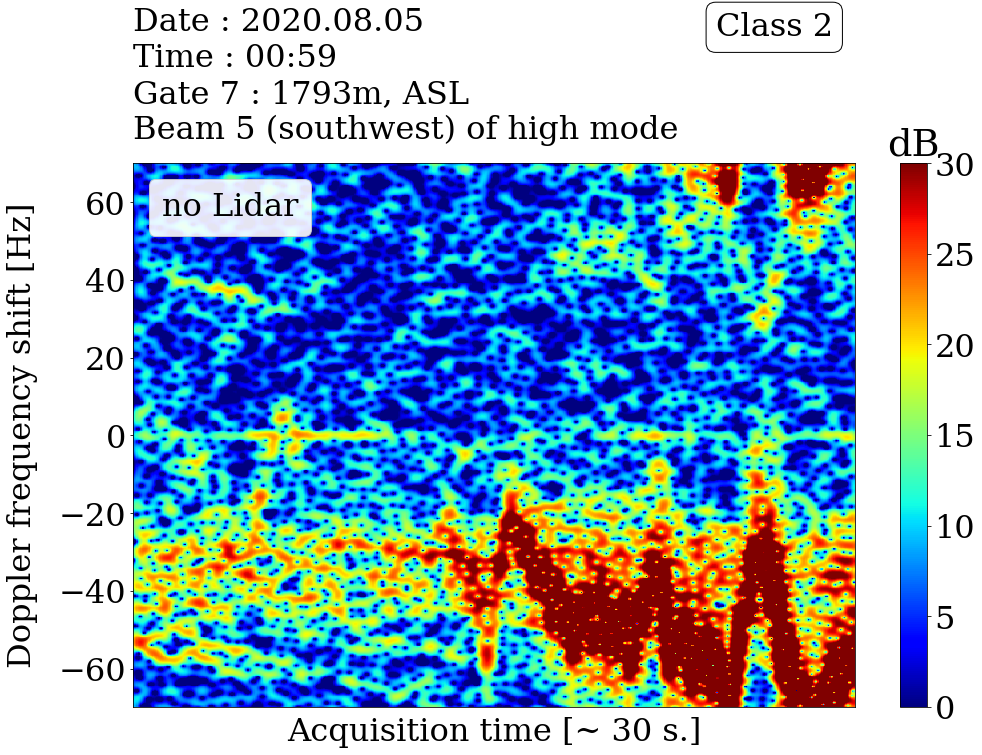 Date : 2020.08.05
Time : 00:59
Gate 7 : 1793m, ASL
Beam 5 (southwest) of high mode
Class 2
dB
no Lidar
Doppler frequency shift [Hz]
60
40
20
0
−20
−40
−60
30
25
20
15
10
5
0
Acquisition time [~ 30 s.]